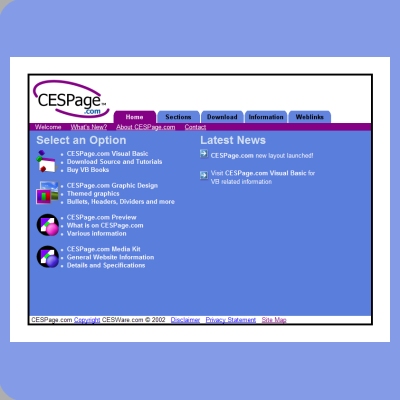 CESPage™
.com
Home Sections Download Information Weblinks
Welcome What's New? About CESPage.com Contact
Select an Option
CESPage.com Visual Basic
Download Source and Tutorials
Buy VB Books
CESPage.com Graphic Design
Themed graphics
Bullets, Headers, Dividers and more
CESPage.com Preview
What is on CESPage.com
Various information
CESPage.com Media Kit
General Website Information
Details and Specifications
Latest News
CESPage.com new layout launched!
Visit CESPage.com Visual Basic for
VB related information
CESPage.com Copyright CESWare.com © 2002 Disclaimer Privacy Statement Site Map